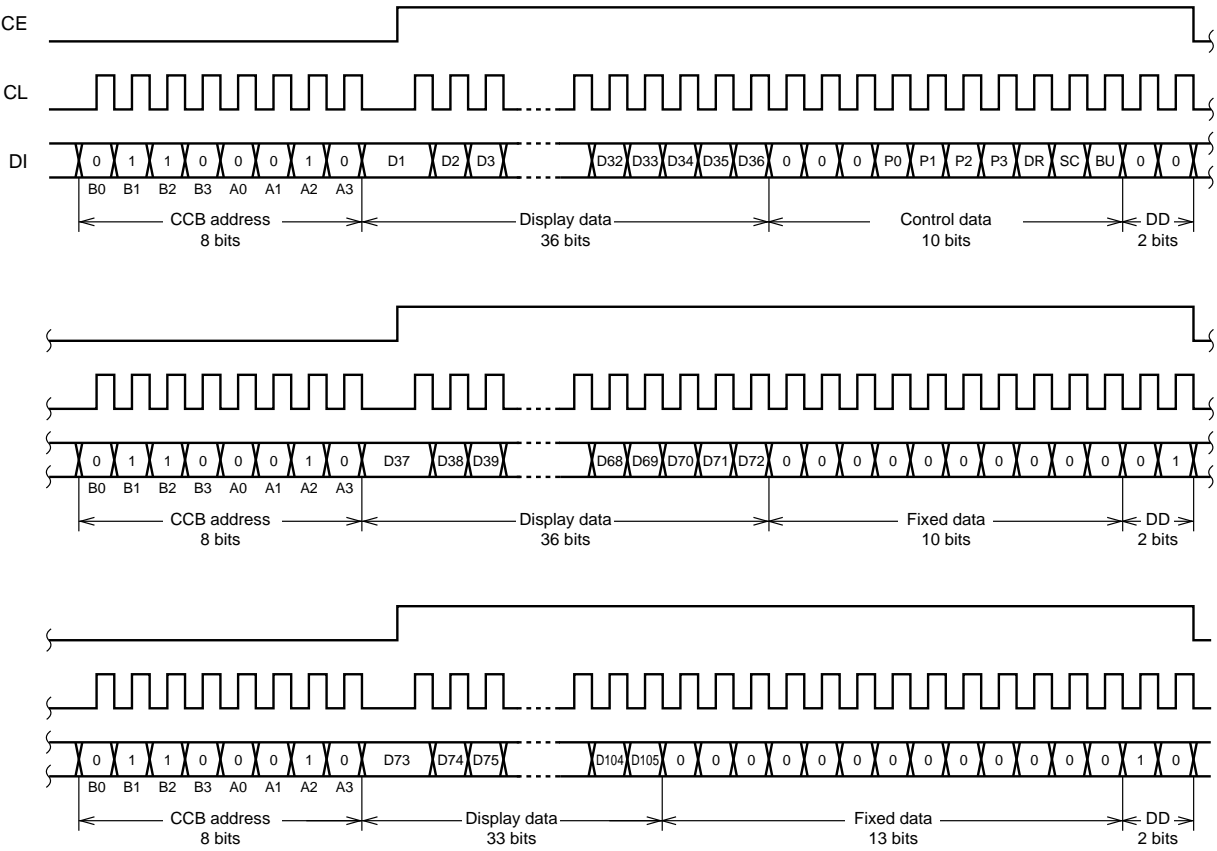 CE
CL
DI 0 1 1 0 0 0 1 0 D1 D2 D3 D32 D33 D34 D35 D36 0 0 0 P0 P1 P2 P3 DR SC BU 0 0
B0 B1 B2 B3 A0 A1 A2 A3
CCB address Display data Control data DD
8 bits 36 bits 10 bits 2 bits
0 1 1 0 0 0 1 0 D37 D38 D39 D68 D69 D70 D71 D72 0 0 0 0 0 0 0 0 0 0 0 1
B0 B1 B2 B3 A0 A1 A2 A3
CCB address Display data Fixed data DD
8 bits 36 bits 10 bits 2 bits
0 1 1 0 0 0 1 0 D73 D74 D75 D104 D105 0 0 0 0 0 0 0 0 0 0 0 0 0 1 0
B0 B1 B2 B3 A0 A1 A2 A3
CCB address Display data Fixed data DD
8 bits 33 bits 13 bits 2 bits